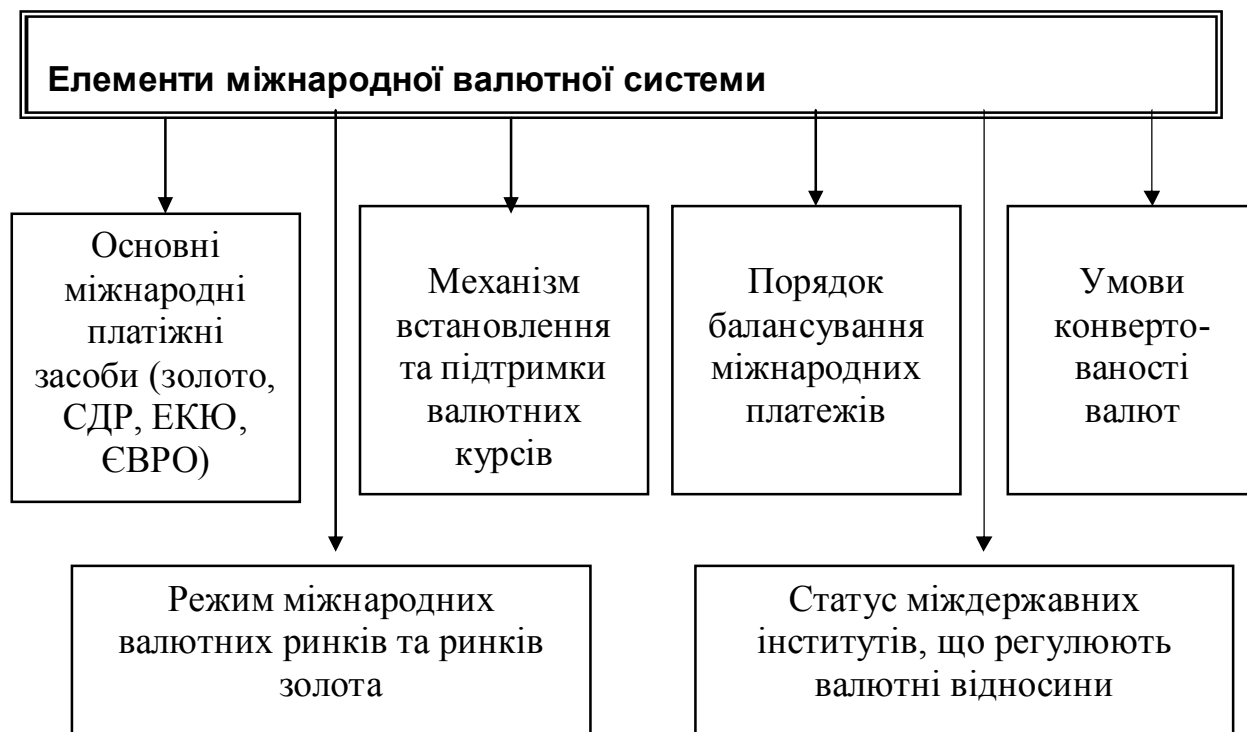 Елементи міжнародної валютної системи
Основні
міжнародні
платіжні
засоби (золото,
СДР, ЕКЮ,
ЄВРО)
Механізм
встановлення
та підтримки
валютних
курсів
Порядок
балансування
міжнародних
платежів
Умови
конверто-
ваності
валют
Режим міжнародних
валютних ринків та ринків
золота
Статус міждержавних
інститутів, що регулюють
валютні відносини